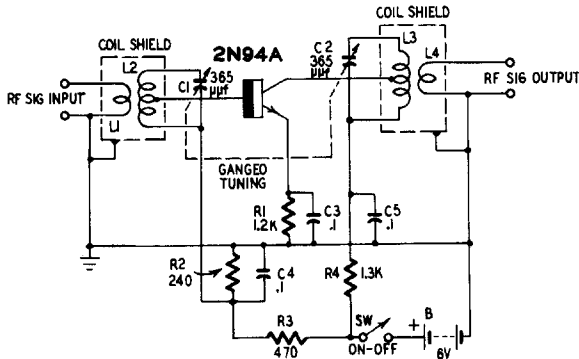 COIL SHIELD
COIL SHIELD
L2
2N94A
C2
365
μμf
L3
L4
RF SIG INPUT
L1
C1
365
μμf
RF SIG OUTPUT
GANGED
TUNING
R1
1.2K
C3
.1
C5
.1
R2
240
C4
.1
R4
1.3K
R3
470
SW
ON-OFF
+
B
6V